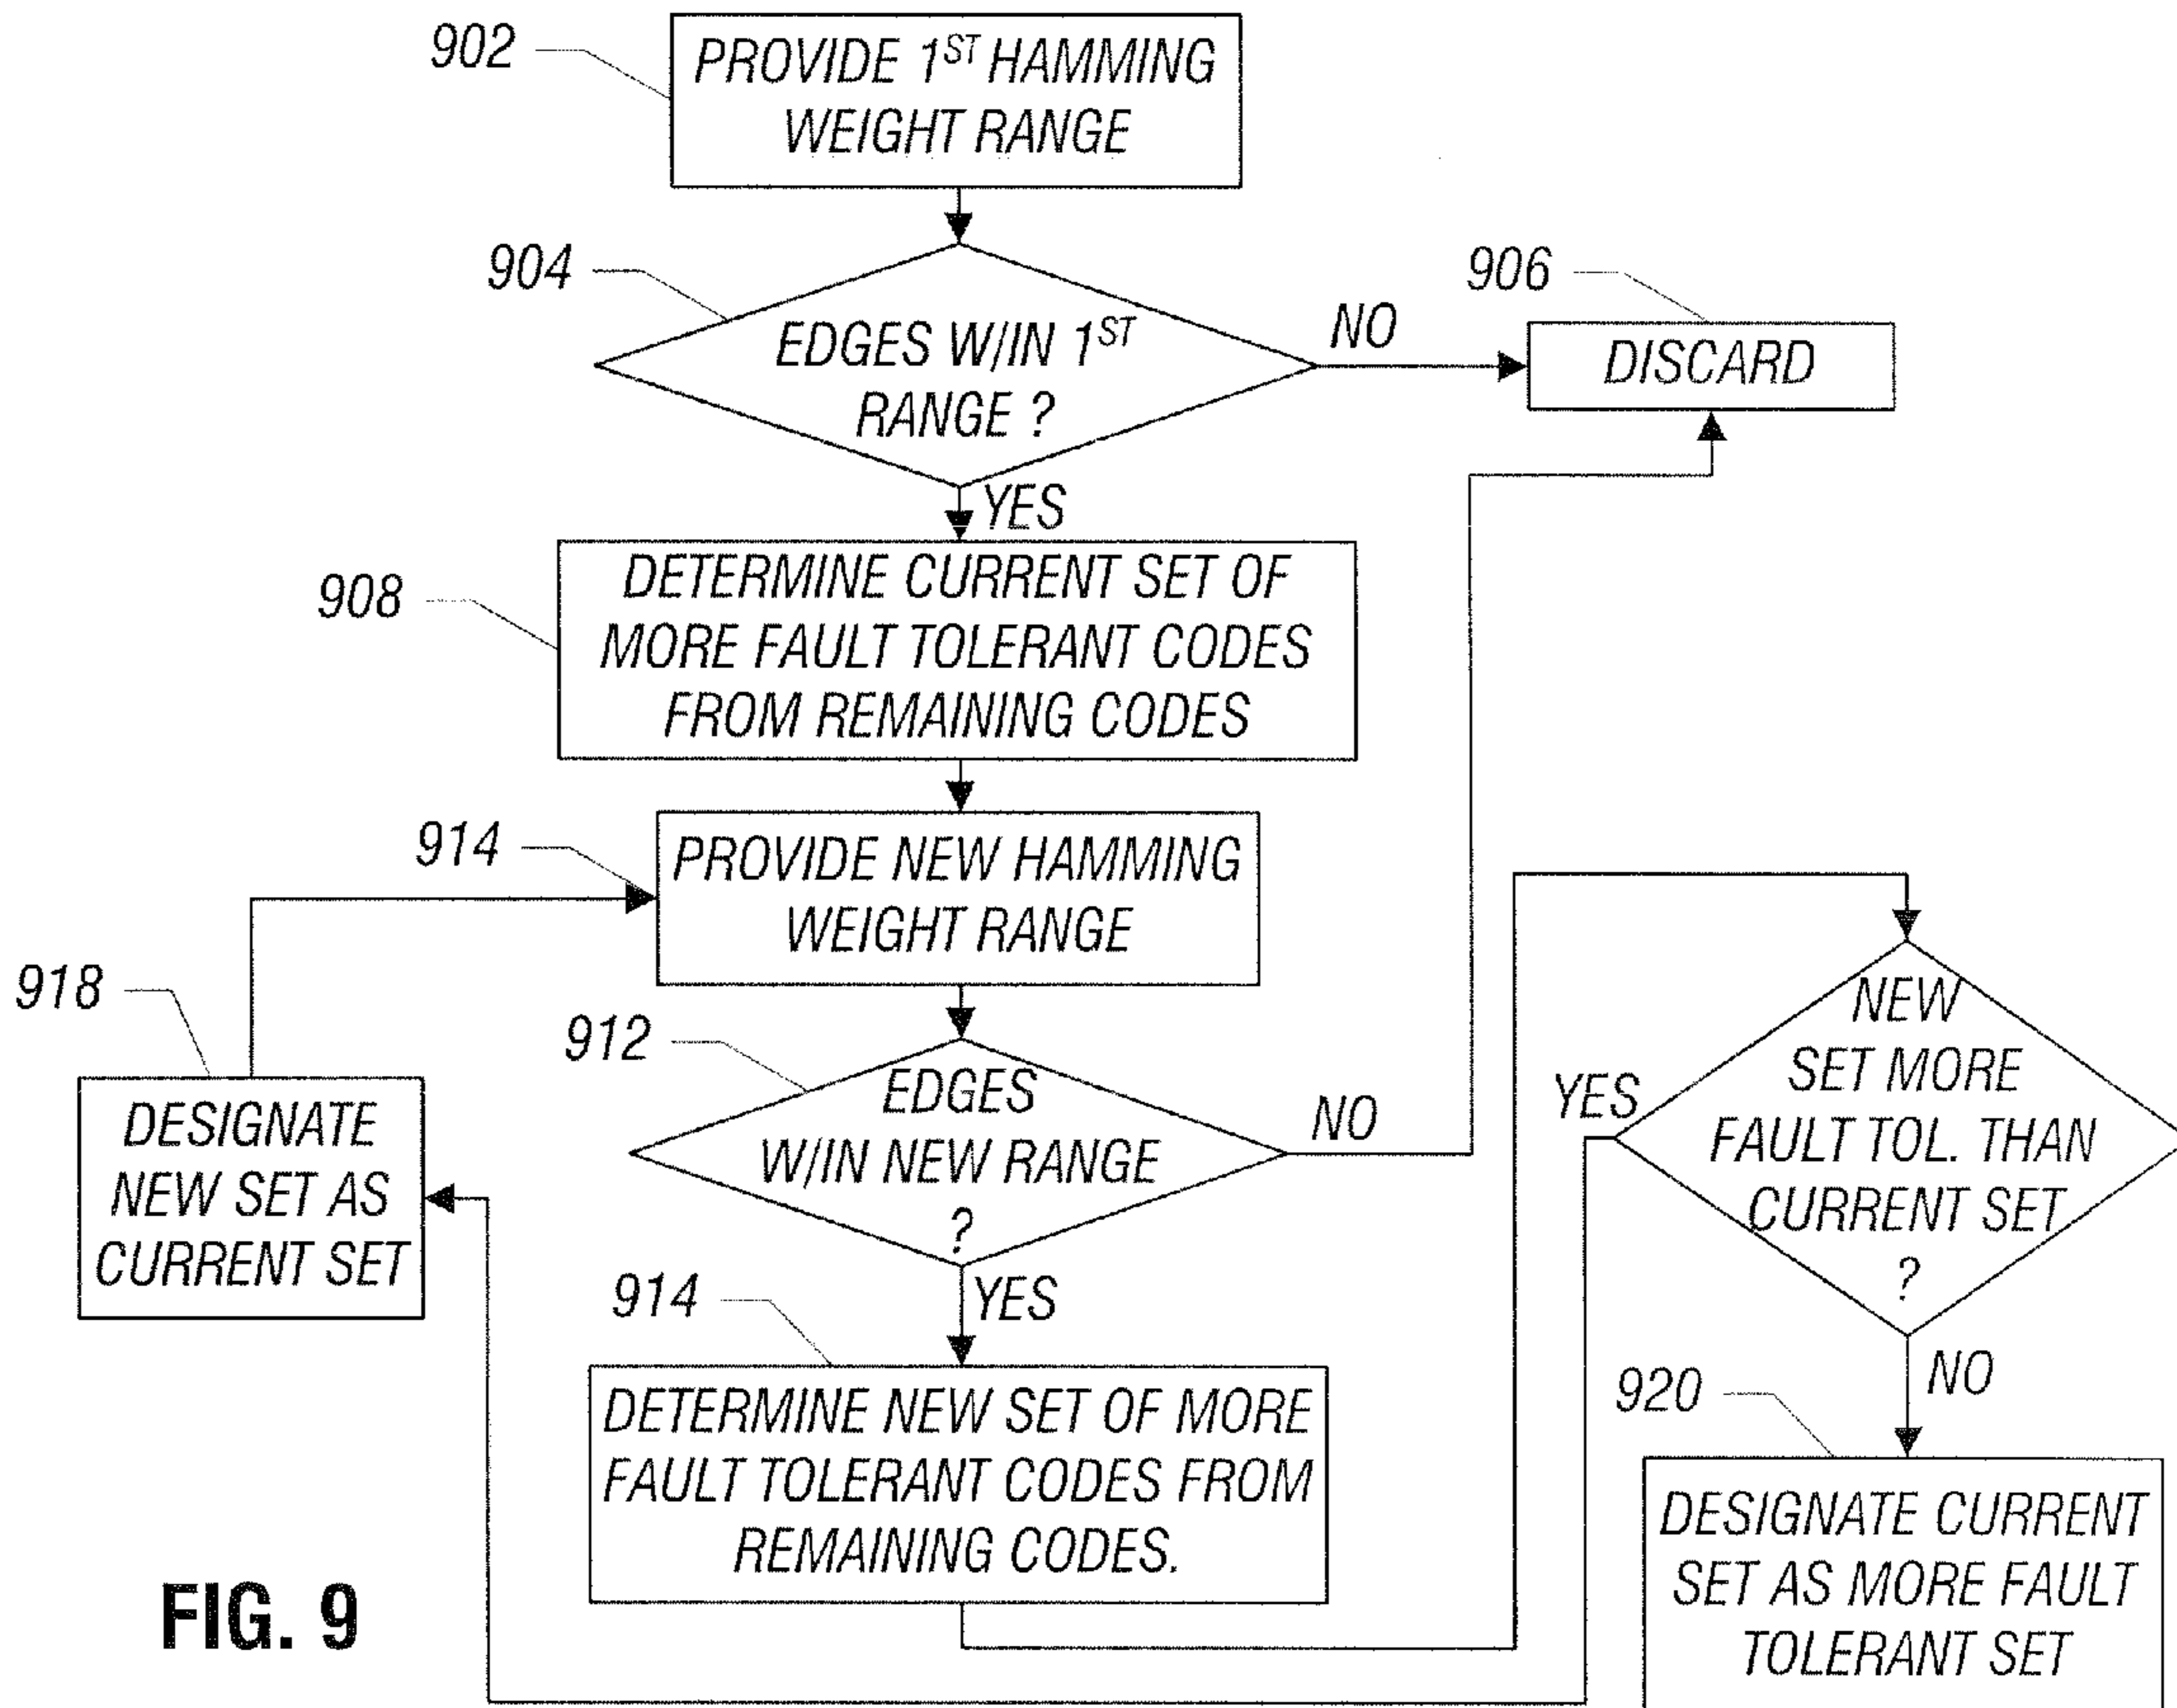 902
PROVIDE 1ST HAMMING
WEIGHT RANGE
904
EDGES W/IN 1ST
RANGE ?
NO
906
DISCARD
YES
908
DETERMINE CURRENT SET OF
MORE FAULT TOLERANT CODES
FROM REMAINING CODES
914
PROVIDE NEW HAMMING
WEIGHT RANGE
912
EDGES
W/IN NEW RANGE
?
NO
YES
914
DETERMINE NEW SET OF MORE
FAULT TOLERANT CODES FROM
REMAINING CODES.
NEW
SET MORE
FAULT TOL. THAN
CURRENT SET
?
YES
NO
918
DESIGNATE
NEW SET AS
CURRENT SET
920
DESIGNATE CURRENT
SET AS MORE FAULT
TOLERANT SET
FIG. 9